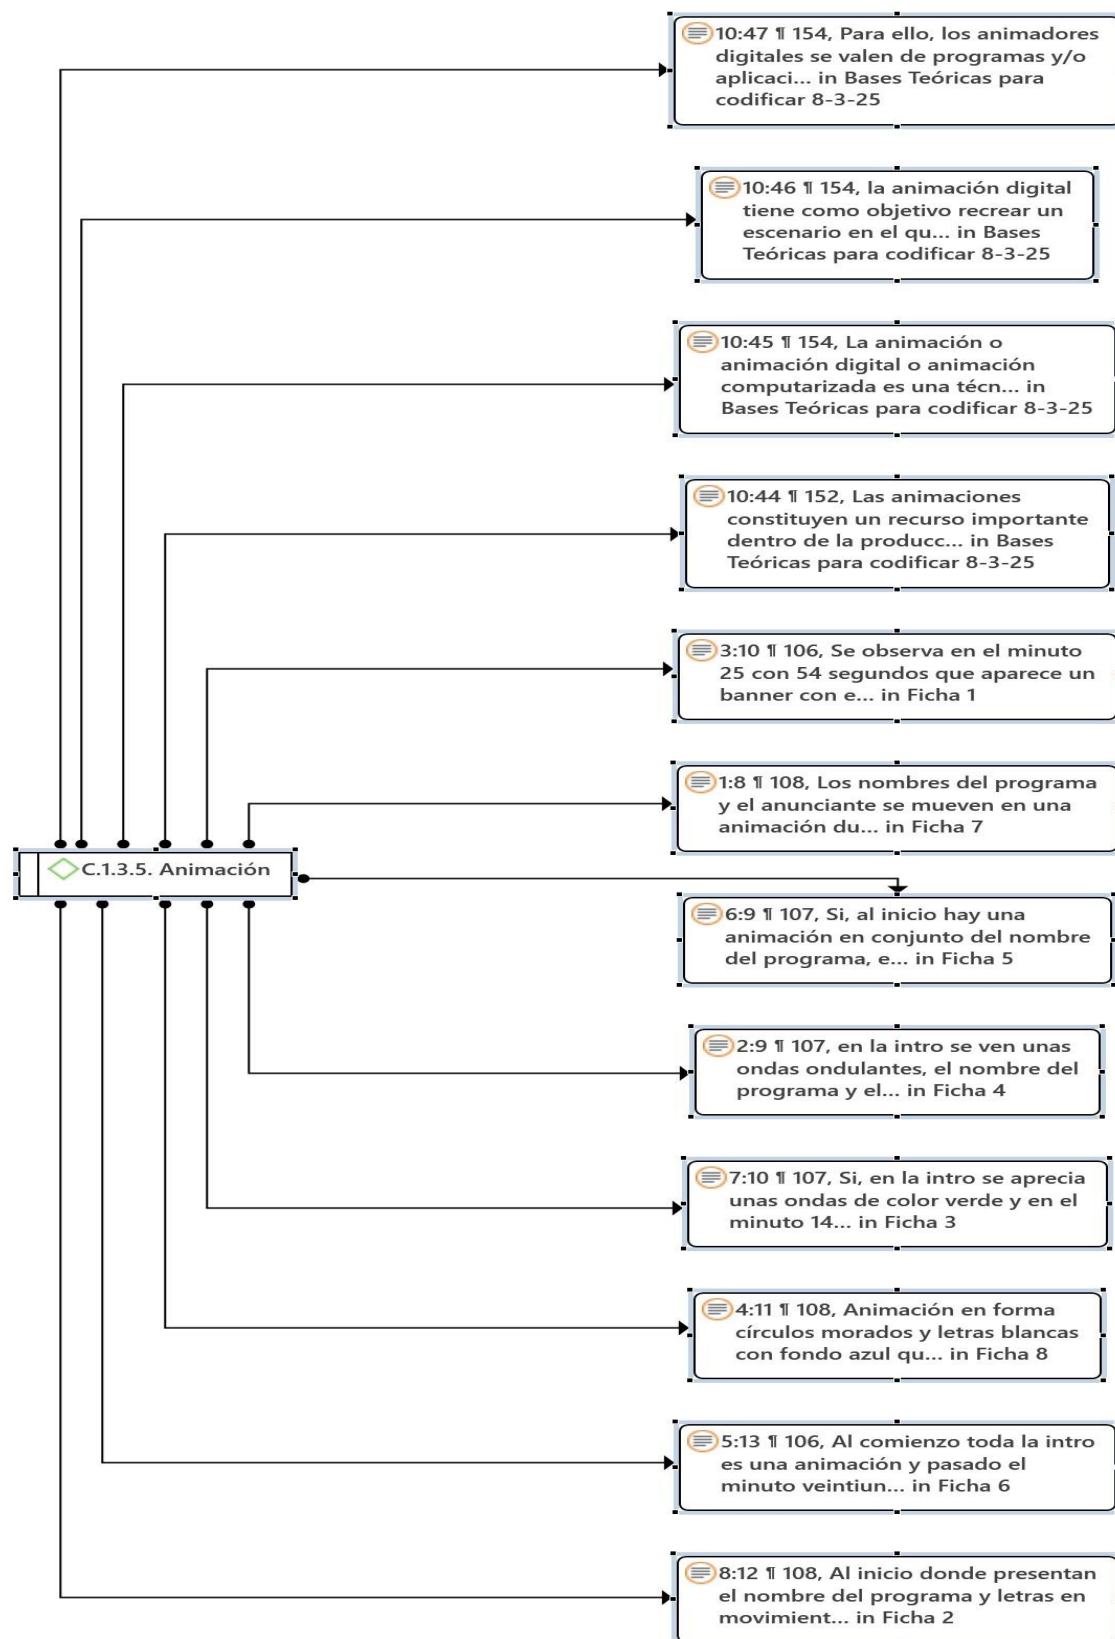 10:47 ¶ 154, Para ello, los animadores
digitales se valen de programas y/o
aplicaci... in Bases Teóricas para
codificar 8-3-25
10:46 ¶ 154, la animación digital
tiene como objetivo recrear un
escenario en el qu... in Bases
Teóricas para codificar 8-3-25
10:45 ¶ 154, La animación o
animación digital o animación
computarizada es una técn... in
Bases Teóricas para codificar 8-3-25
10:44 ¶ 152, Las animaciones
constituyen un recurso importante
dentro de la producc... in Bases
Teóricas para codificar 8-3-25
3:10 ¶ 106, Se observa en el minuto
25 con 54 segundos que aparece un
banner con e... in Ficha 1
1:8 ¶ 108, Los nombres del programa
y el anunciante se mueven en una
animación du... in Ficha 7
C.1.3.5. Animación
6:9 ¶ 107, Si, al inicio hay una
animación en conjunto del nombre
del programa, e... in Ficha 5
2:9 ¶ 107, en la intro se ven unas
ondas ondulantes, el nombre del
programa y el... in Ficha 4
7:10 ¶ 107, Si, en la intro se aprecia
unas ondas de color verde y en el
minuto 14... in Ficha 3
4:11 ¶ 108, Animación en forma
círculos morados y letras blancas
con fondo azul qu... in Ficha 8
5:13 ¶ 106, Al comienzo toda la intro
es una animación y pasado el
minuto veintiun... in Ficha 6
8:12 ¶ 108, Al inicio donde presentan
el nombre del programa y letras en
movimient... in Ficha 2